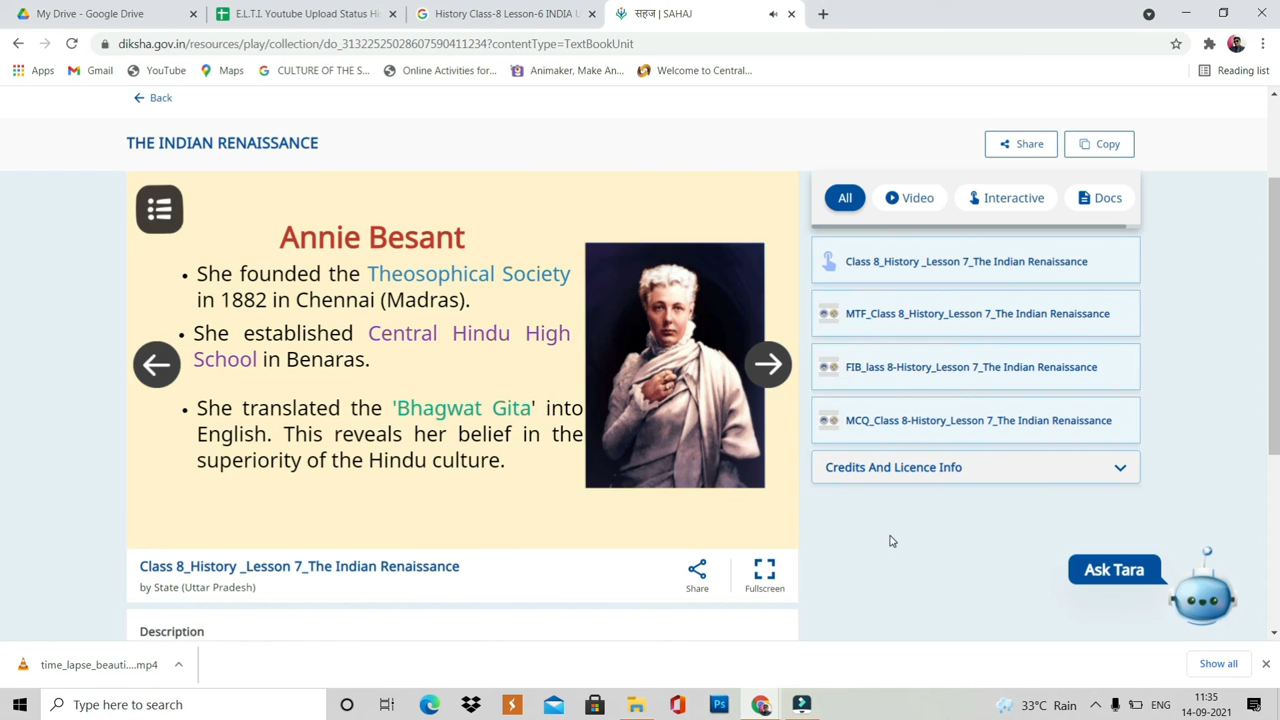 My Drive - Google Drive
E.L.T.I. Youtube Upload Status Hi
History Class-8 Lesson-6 INDIA U
सहज | SAHAJ
diksha.gov.in/resources/play/collection/do_31322525028607590411234?contentType=TextBookUnit
Apps Gmail YouTube Maps CULTURE OF THE S... Online Activities for... Animaker, Make An... Welcome to Central... Reading list
Back
THE INDIAN RENAISSANCE
Share Copy
All Video Interactive Docs
Annie Besant
• She founded the Theosophical Society
in 1882 in Chennai (Madras).
• She established Central Hindu High
School in Benaras.
• She translated the 'Bhagwat Gita' into
English. This reveals her belief in the
superiority of the Hindu culture.
Class 8_History _Lesson 7_The Indian Renaissance
MTF_Class 8_History_Lesson 7_The Indian Renaissance
FIB_lass 8-History_Lesson 7_The Indian Renaissance
MCQ_Class 8-History_Lesson 7_The Indian Renaissance
Credits And Licence Info
Class 8_History _Lesson 7_The Indian Renaissance
by State (Uttar Pradesh)
Share Fullscreen
Ask Tara
Description
time_lapse_beauti....mp4
Show all
Type here to search
Ps
33°C Rain
ENG
11:35
14-09-2021